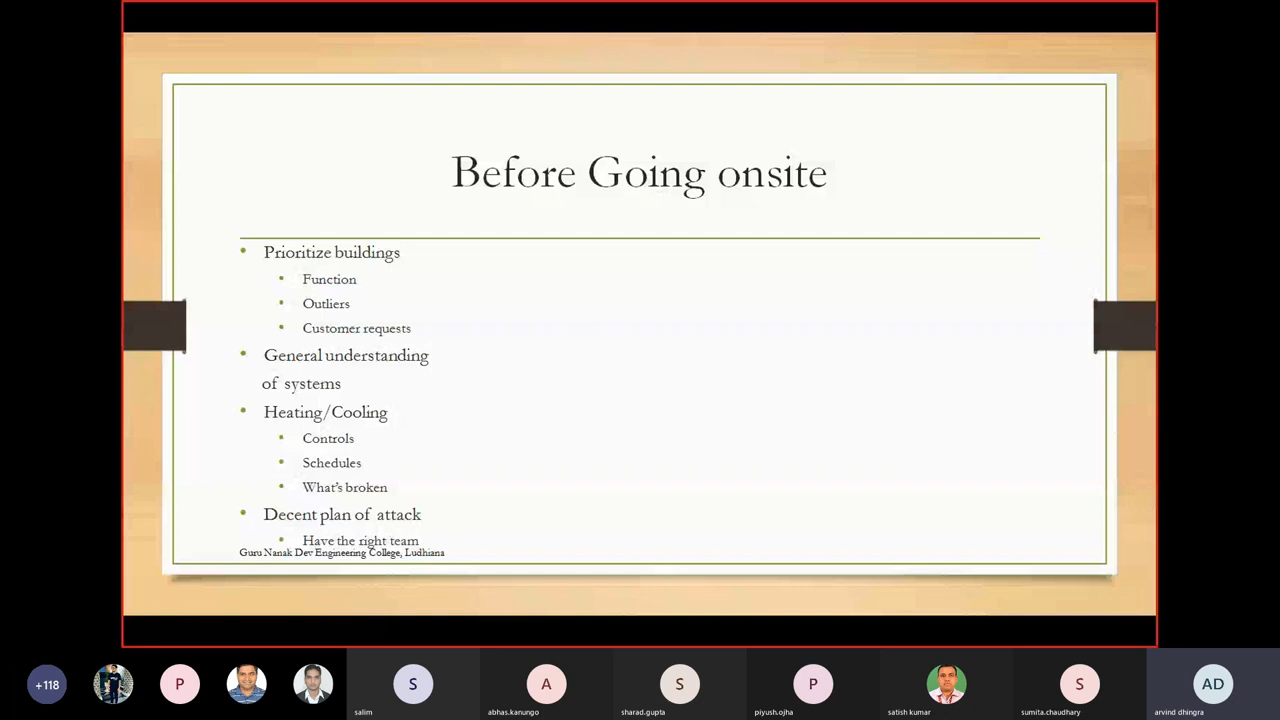 Before Going onsite
• Prioritize buildings
• Function
• Outliers
• Customer requests
• General understanding
of systems
• Heating/Cooling
• Controls
• Schedules
• What's broken
• Decent plan of attack
• Have the right team
Guru Nanak Dev Engineering College, Ludhiana
+118
P
S
A
S
P
S
AD
salim
abhas.kanungo
sharad.gupta
piyush.ojha
satish kumar
sumita.chaudhary
arvind dhingra